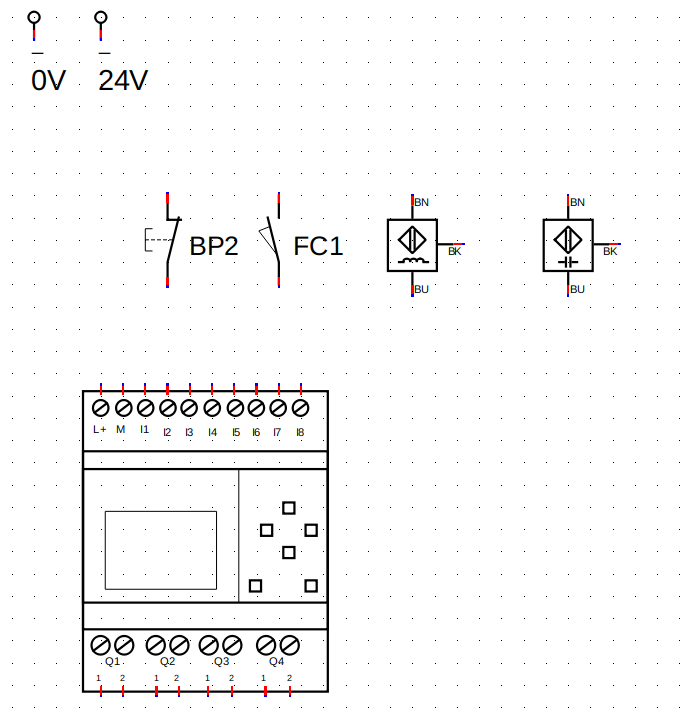 0V 24V
BN BN
BP2 FC1 BK BK
BU BU
L+ M I1 I2 I3 I4 I5 I6 I7 I8
Q1 Q2 Q3 Q4
1 2 1 2 1 2 1 2